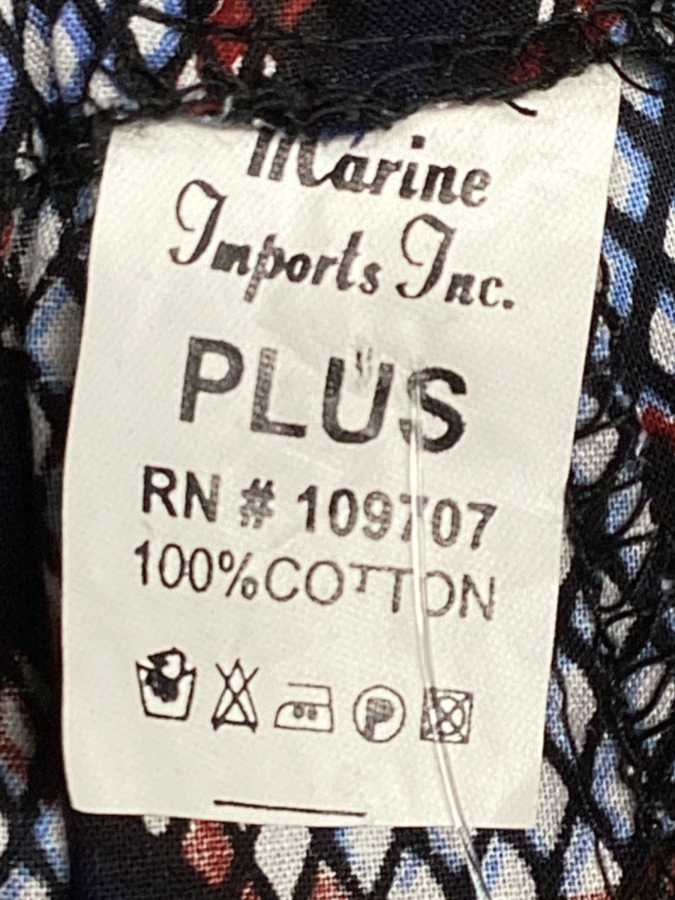 Marine
Imports Inc.
PLUS
RN # 109707
100%COTTON
P